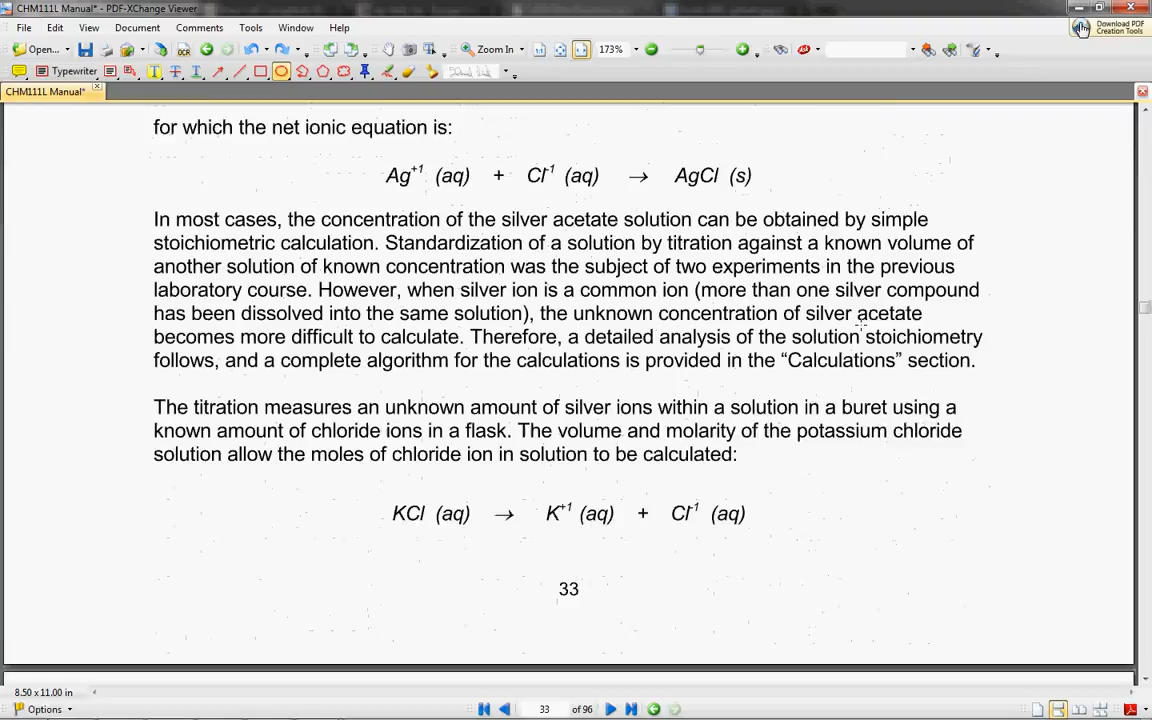 CHM111L Manual* - PDF-XChange Viewer
File Edit View Document Comments Tools Window Help
Download PDF
Creation Tools
Open... OCR Zoom In 173%
Typewriter
CHM111L Manual*
for which the net ionic equation is:
Ag⁺¹ (aq) + Cl⁻¹ (aq) → AgCl (s)
In most cases, the concentration of the silver acetate solution can be obtained by simple
stoichiometric calculation. Standardization of a solution by titration against a known volume of
another solution of known concentration was the subject of two experiments in the previous
laboratory course. However, when silver ion is a common ion (more than one silver compound
has been dissolved into the same solution), the unknown concentration of silver acetate
becomes more difficult to calculate. Therefore, a detailed analysis of the solution stoichiometry
follows, and a complete algorithm for the calculations is provided in the “Calculations” section.
The titration measures an unknown amount of silver ions within a solution in a buret using a
known amount of chloride ions in a flask. The volume and molarity of the potassium chloride
solution allow the moles of chloride ion in solution to be calculated:
KCl (aq) → K⁺¹ (aq) + Cl⁻¹ (aq)
33
8.50 x 11.00 in
Options 33 of 96